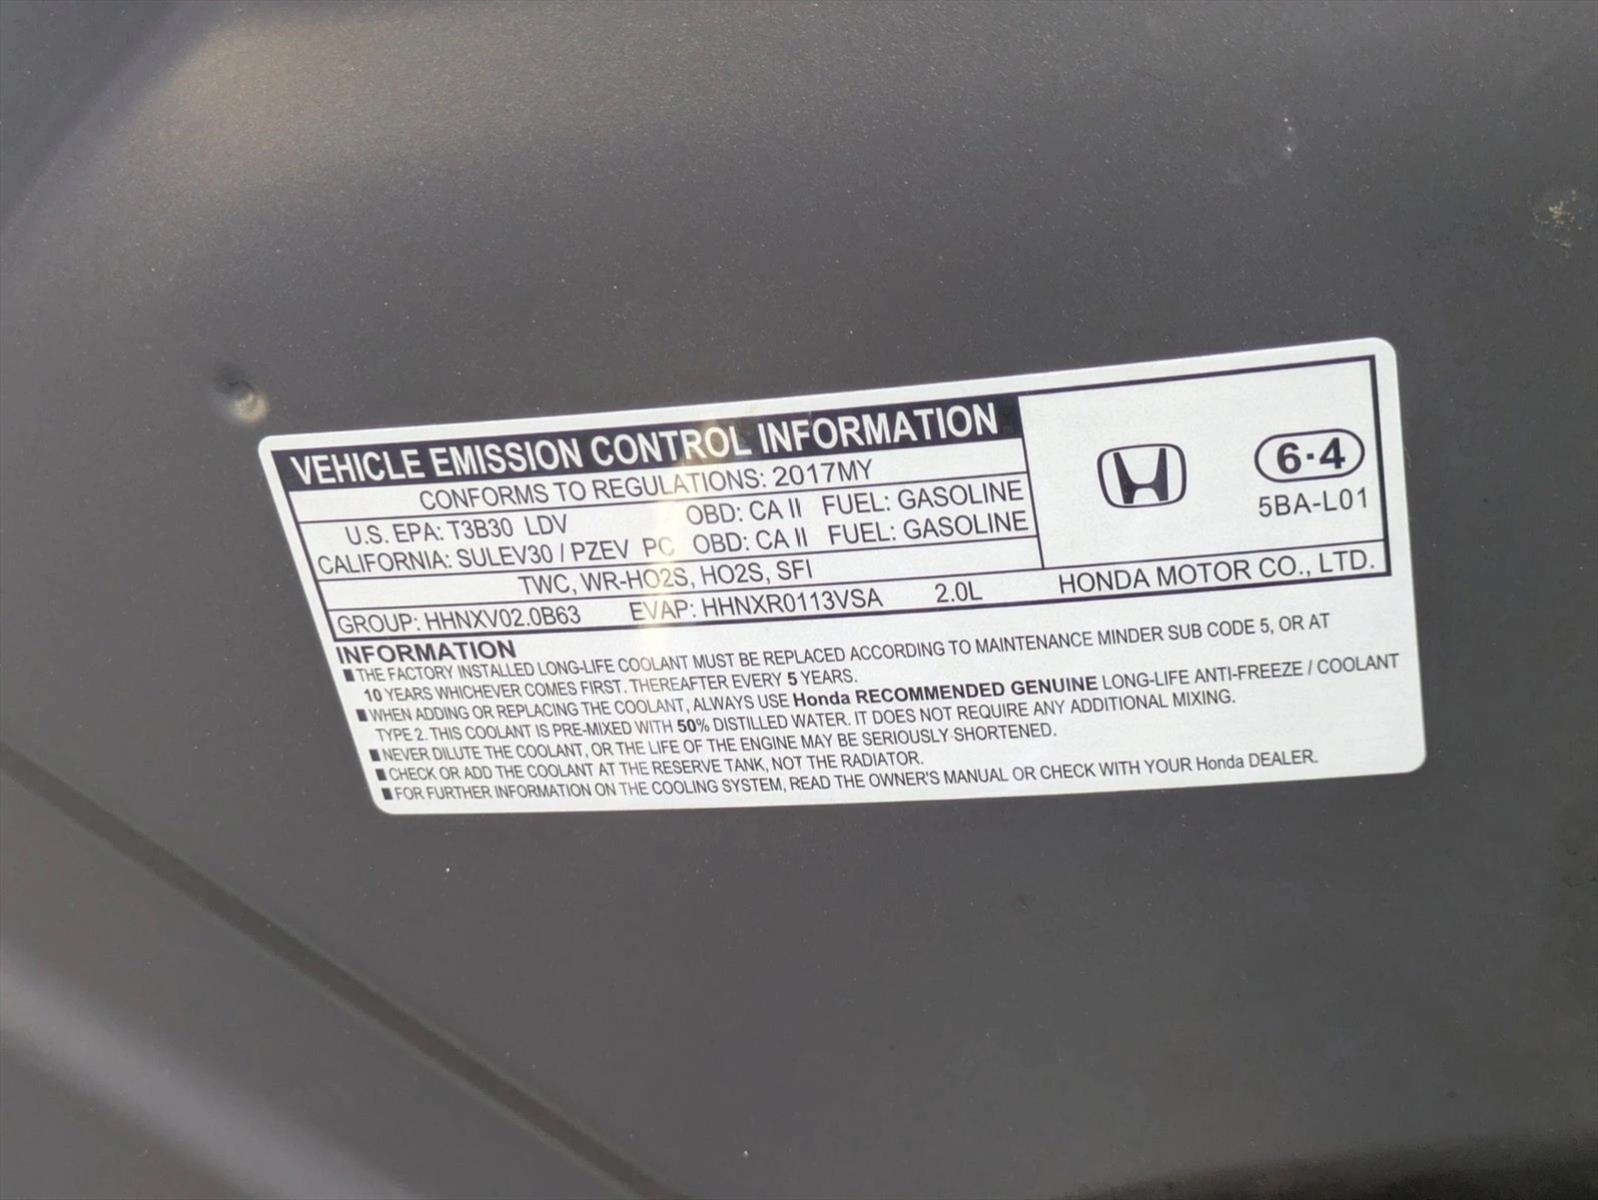 VEHICLE EMISSION CONTROL INFORMATION
CONFORMS TO REGULATIONS: 2017MY
U.S. EPA: T3B30 LDV OBD: CA II FUEL: GASOLINE
CALIFORNIA: SULEV30 / PZEV PC OBD: CA II FUEL: GASOLINE
TWC, WR-HO2S, HO2S, SFI
6·4
5BA-L01
GROUP: HHNXV02.0B63 EVAP: HHNXR0113VSA 2.0L HONDA MOTOR CO., LTD.
INFORMATION
■ THE FACTORY INSTALLED LONG-LIFE COOLANT MUST BE REPLACED ACCORDING TO MAINTENANCE MINDER SUB CODE 5, OR AT
10 YEARS WHICHEVER COMES FIRST. THEREAFTER EVERY 5 YEARS.
■ WHEN ADDING OR REPLACING THE COOLANT, ALWAYS USE Honda RECOMMENDED GENUINE LONG-LIFE ANTI-FREEZE / COOLANT
TYPE 2. THIS COOLANT IS PRE-MIXED WITH 50% DISTILLED WATER. IT DOES NOT REQUIRE ANY ADDITIONAL MIXING.
■ NEVER DILUTE THE COOLANT, OR THE LIFE OF THE ENGINE MAY BE SERIOUSLY SHORTENED.
■ CHECK OR ADD THE COOLANT AT THE RESERVE TANK, NOT THE RADIATOR.
■ FOR FURTHER INFORMATION ON THE COOLING SYSTEM, READ THE OWNER'S MANUAL OR CHECK WITH YOUR Honda DEALER.